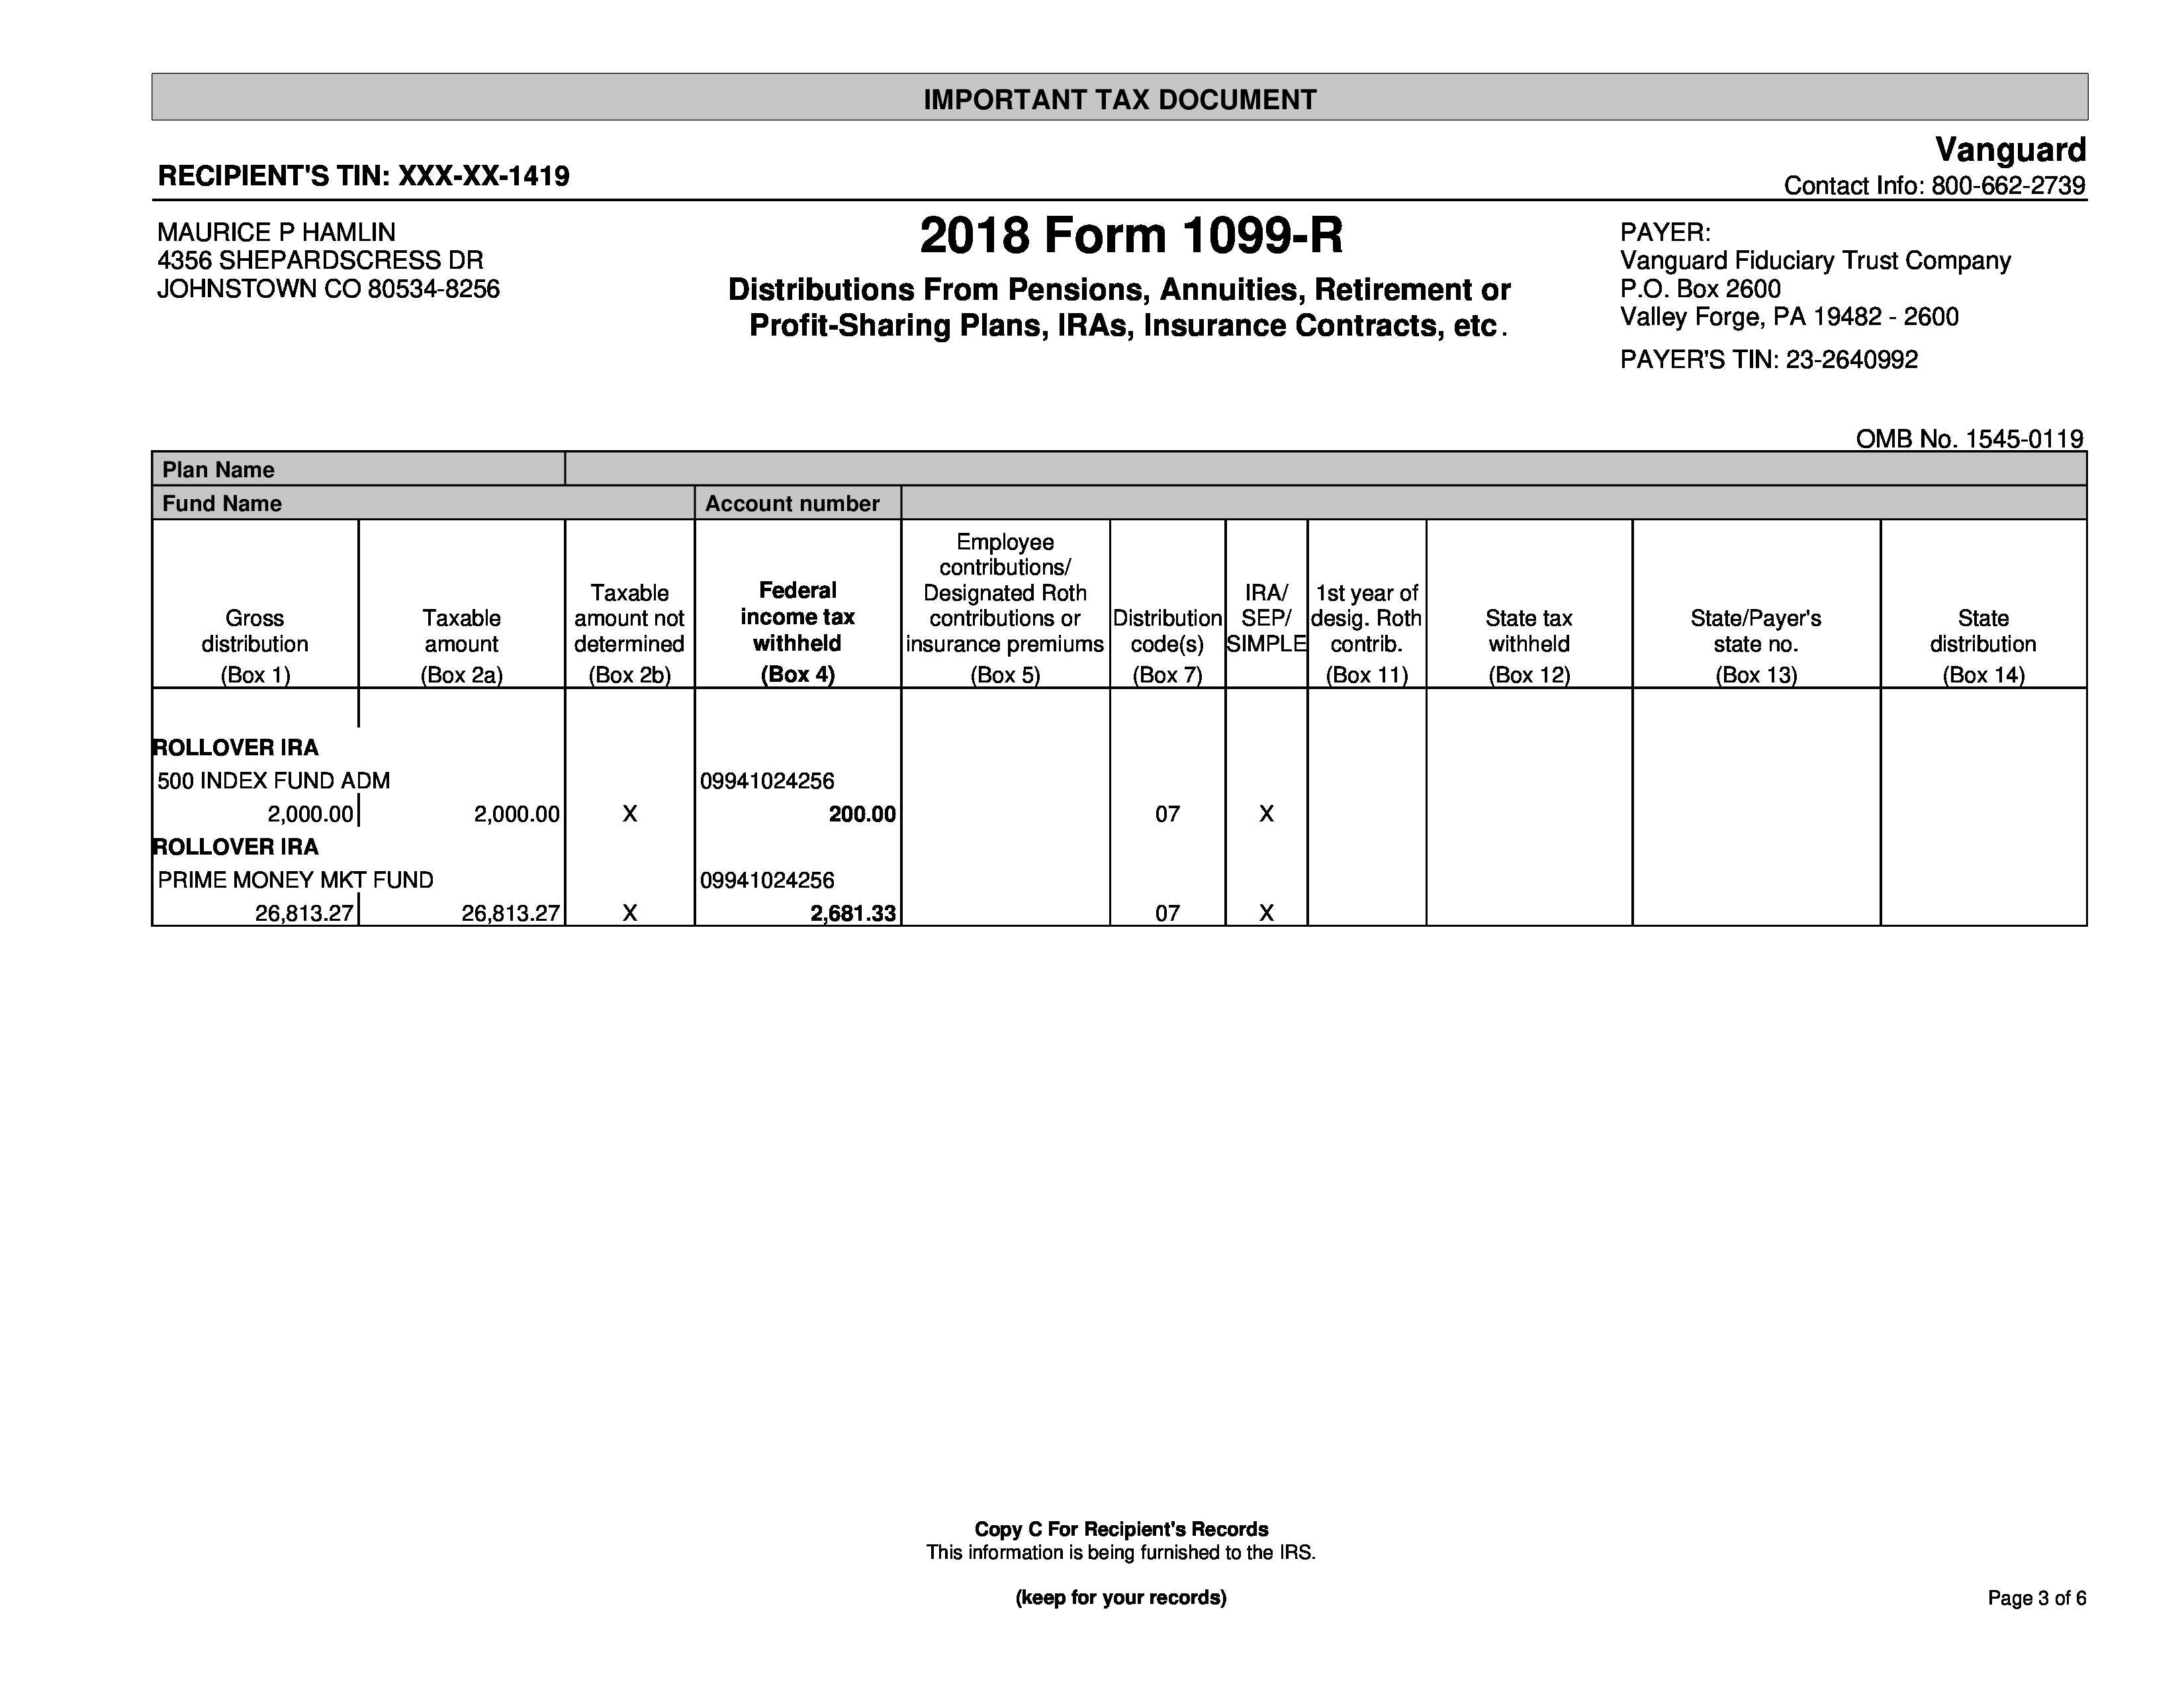 IMPORTANT TAX DOCUMENT
Vanguard
RECIPIENT'S TIN: XXX-XX-1419
Contact Info: 800-662-2739
MAURICE P HAMLIN
4356 SHEPARDSCRESS DR
JOHNSTOWN CO 80534-8256
2018 Form 1099-R
Distributions From Pensions, Annuities, Retirement or
Profit-Sharing Plans, IRAs, Insurance Contracts, etc.
PAYER:
Vanguard Fiduciary Trust Company
P.O. Box 2600
Valley Forge, PA 19482 - 2600
PAYER'S TIN: 23-2640992
OMB No. 1545-0119
Plan Name
Fund Name
Account number
Gross
distribution
(Box 1)
Taxable
amount
(Box 2a)
Taxable
amount not
determined
(Box 2b)
Federal
income tax
withheld
(Box 4)
Employee
contributions/
Designated Roth
contributions or
insurance premiums
(Box 5)
Distribution
code(s)
(Box 7)
IRA/
SEP/
SIMPLE
1st year of
desig. Roth
contrib.
(Box 11)
State tax
withheld
(Box 12)
State/Payer's
state no.
(Box 13)
State
distribution
(Box 14)
ROLLOVER IRA
500 INDEX FUND ADM 09941024256
2,000.00 2,000.00 X 200.00 07 X
ROLLOVER IRA
PRIME MONEY MKT FUND 09941024256
26,813.27 26,813.27 X 2,681.33 07 X
Copy C For Recipient's Records
This information is being furnished to the IRS.
(keep for your records)
Page 3 of 6